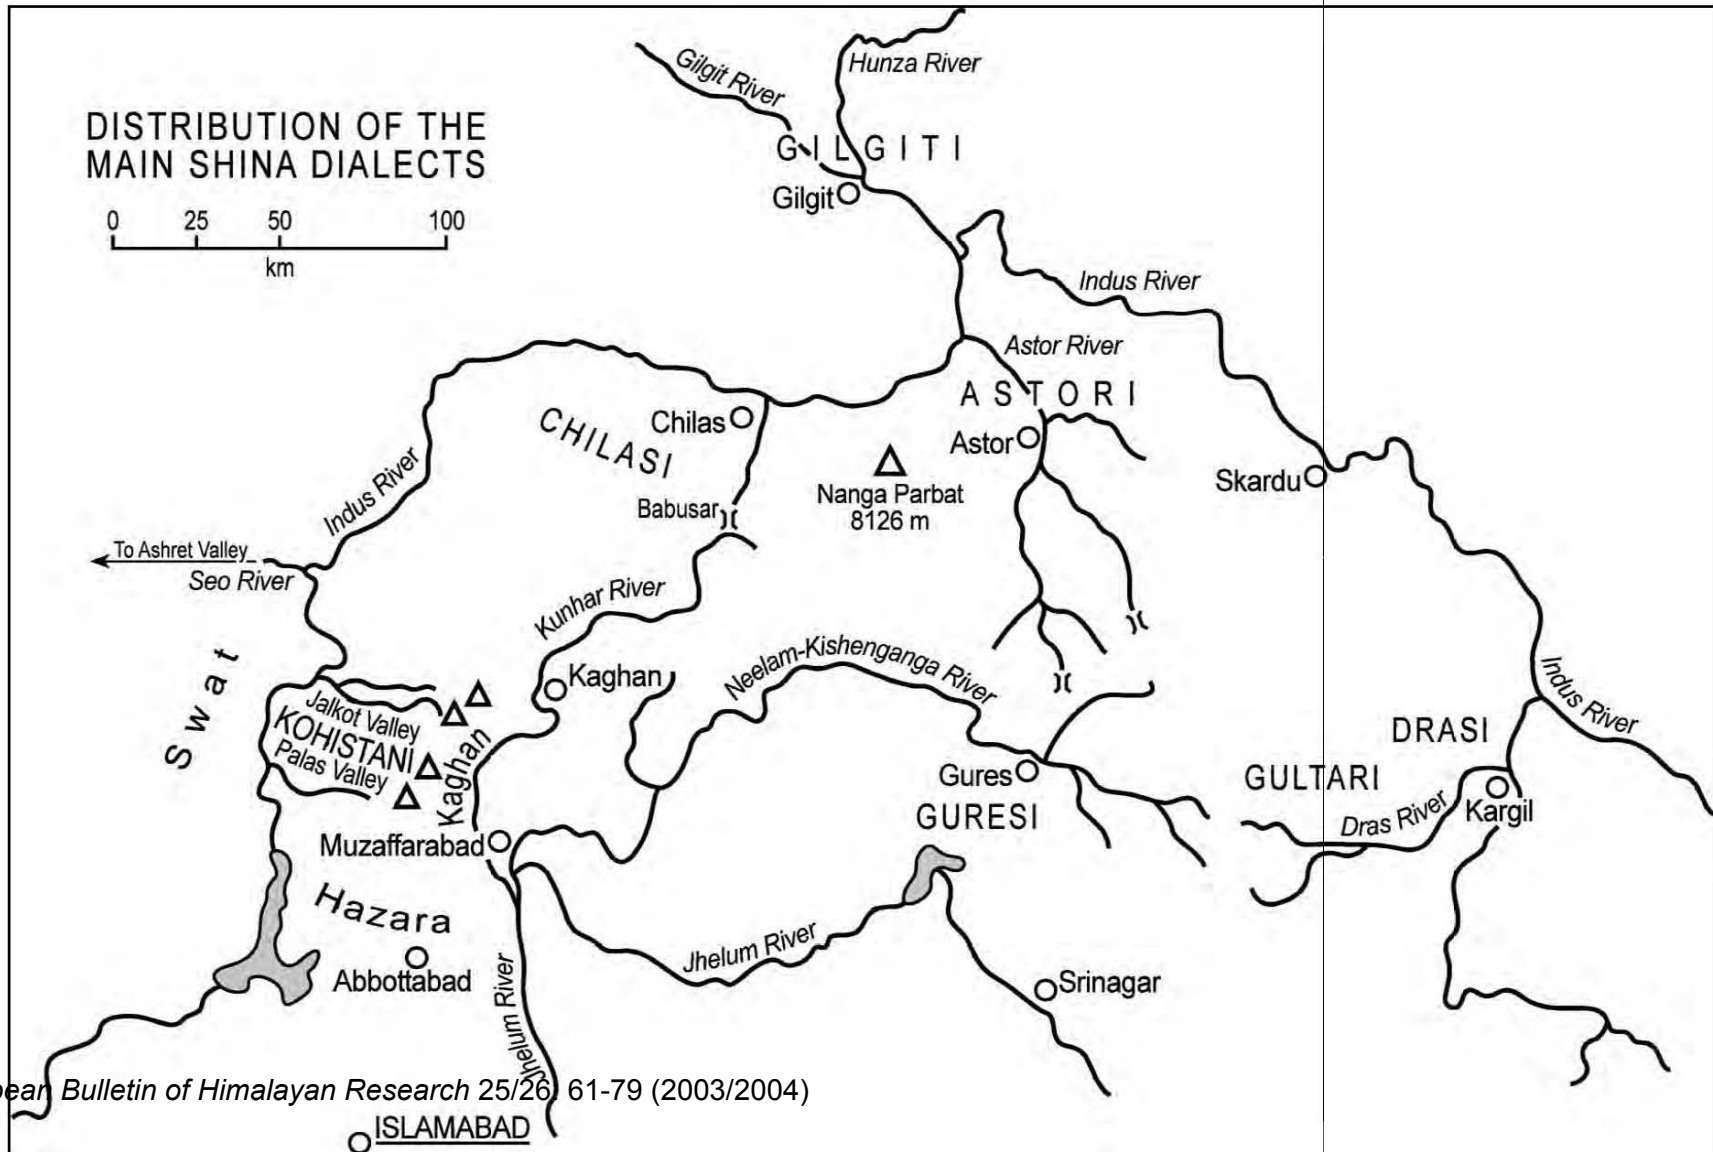 DISTRIBUTION OF THE
MAIN SHINA DIALECTS
0 25 50 100
km
Gilgit River
Hunza River
GILGITI
Gilgit
Indus River
Astor River
ASTORI
Astor
Chilas
CHILASI
Nanga Parbat
8126 m
Babusar
Skardu
Indus River
To Ashret Valley
Seo River
Kunhar River
Kaghan
Neelam-Kishenganga River
Swat
Jalkot Valley
KOHISTANI
Palas Valley
Kaghan
Indus River
DRASI
GULTARI
Gures
GURESI
Dras River
Kargil
Muzaffarabad
Hazara
Abbottabad
Jhelum River
Jhelum River
Srinagar
ean Bulletin of Himalayan Research 25/26: 61-79 (2003/2004)
ISLAMABAD